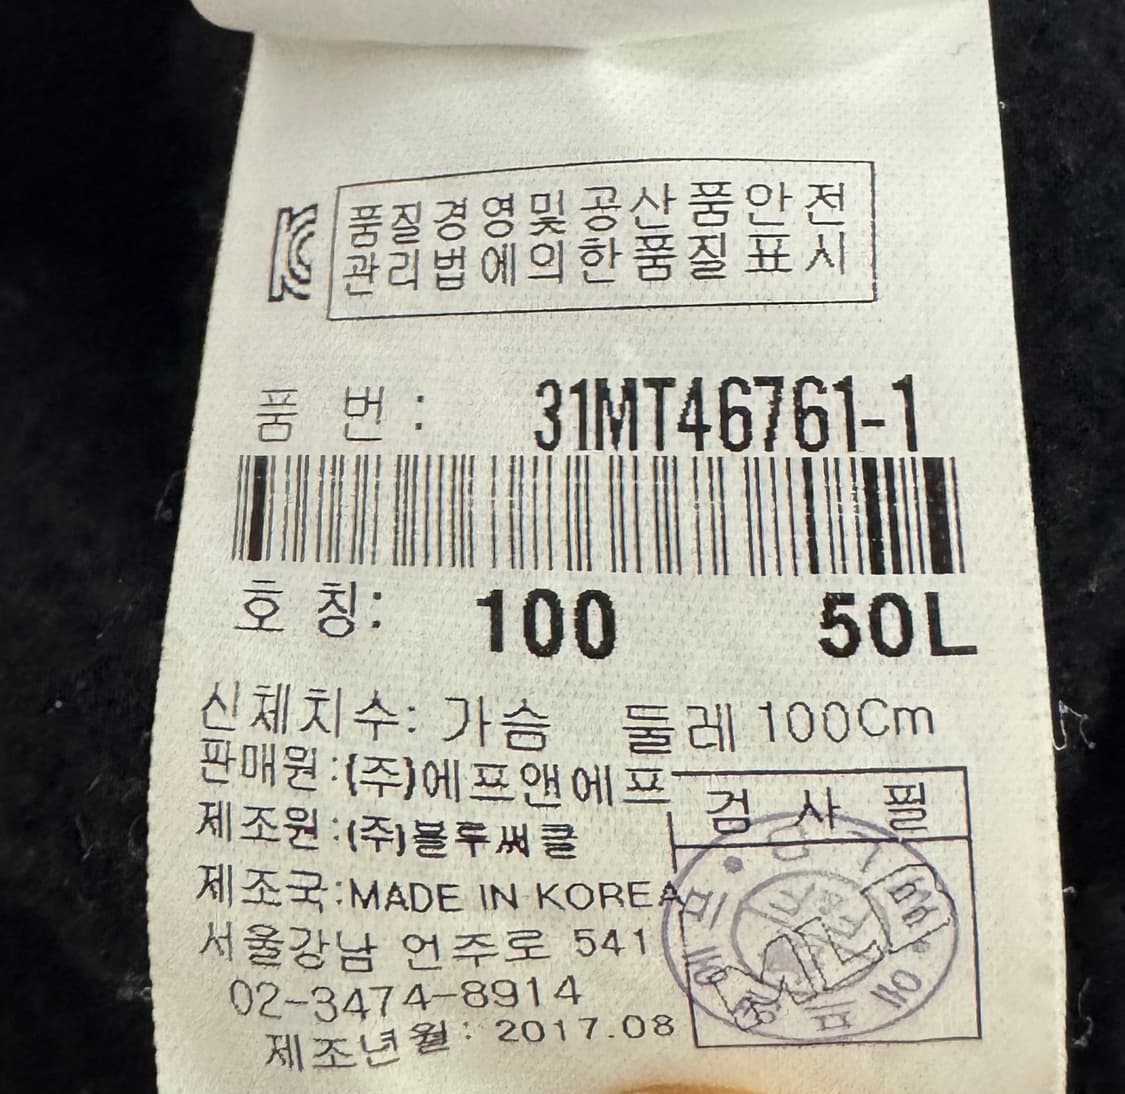 품질경영및공산품안전
관리법에의한품질표시
품 번 : 31MT46761-1
호 칭: 100 50L
신체치수: 가슴 둘레 100Cm
판매원:(주)에프앤에프
제조원:(주)블루써클
검 사 필
제조국:MADE IN KOREA
서울강남 언주로 541
02-3474-8914
제조년월: 2017.08